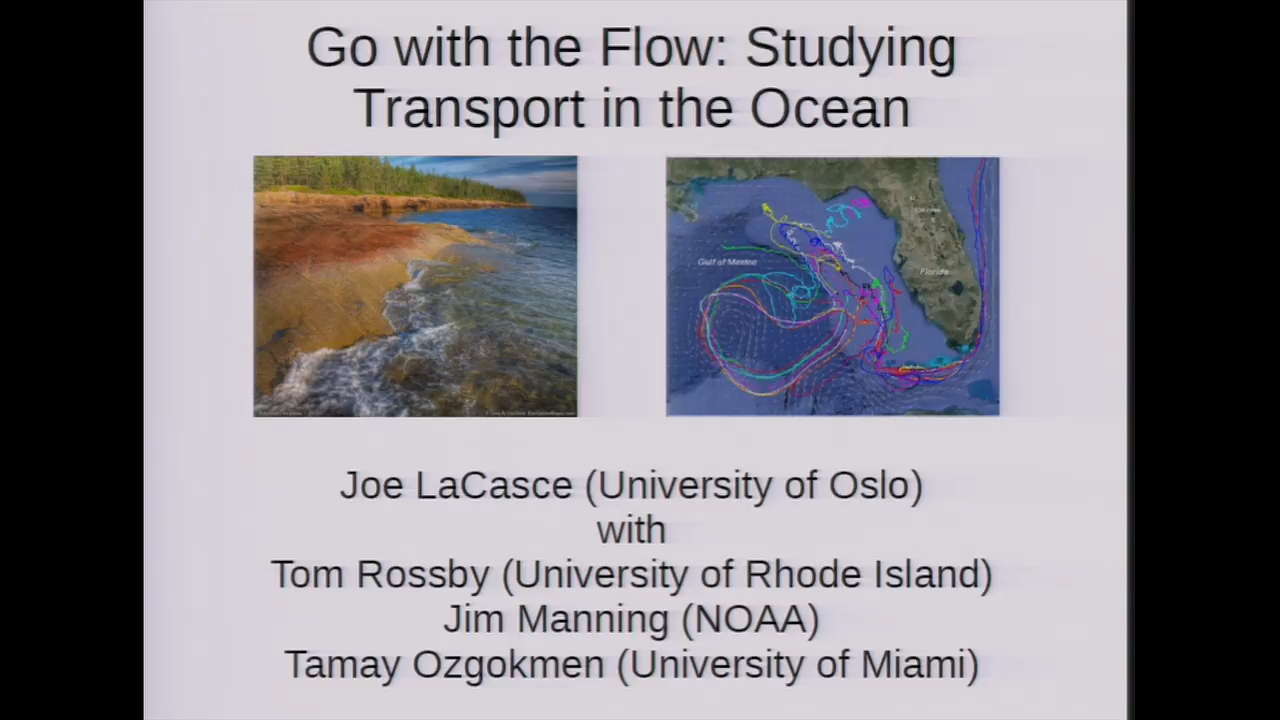 Go with the Flow: Studying
Transport in the Ocean
Gulf of Mexico
Florida
Joe LaCasce (University of Oslo)
with
Tom Rossby (University of Rhode Island)
Jim Manning (NOAA)
Tamay Ozgokmen (University of Miami)